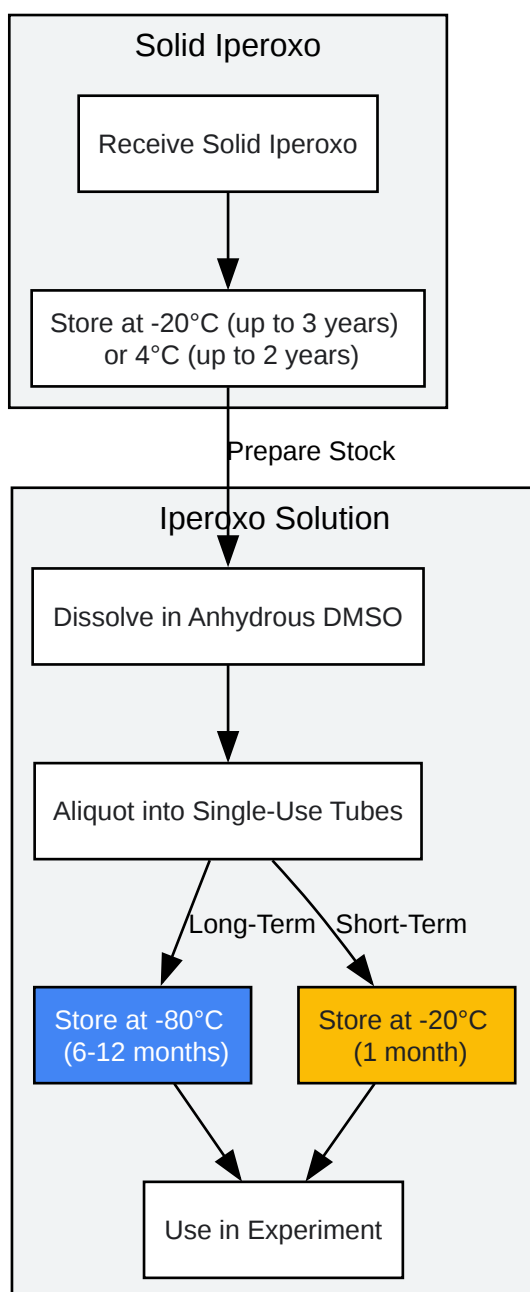 Solid Iperoxo
Receive Solid Iperoxo
Store at -20°C (up to 3 years)
or 4°C (up to 2 years)
Prepare Stock
Iperoxo Solution
Dissolve in Anhydrous DMSO
Aliquot into Single-Use Tubes
Long-Term
Short-Term
Store at -80°C
(6-12 months)
Store at -20°C
(1 month)
Use in Experiment